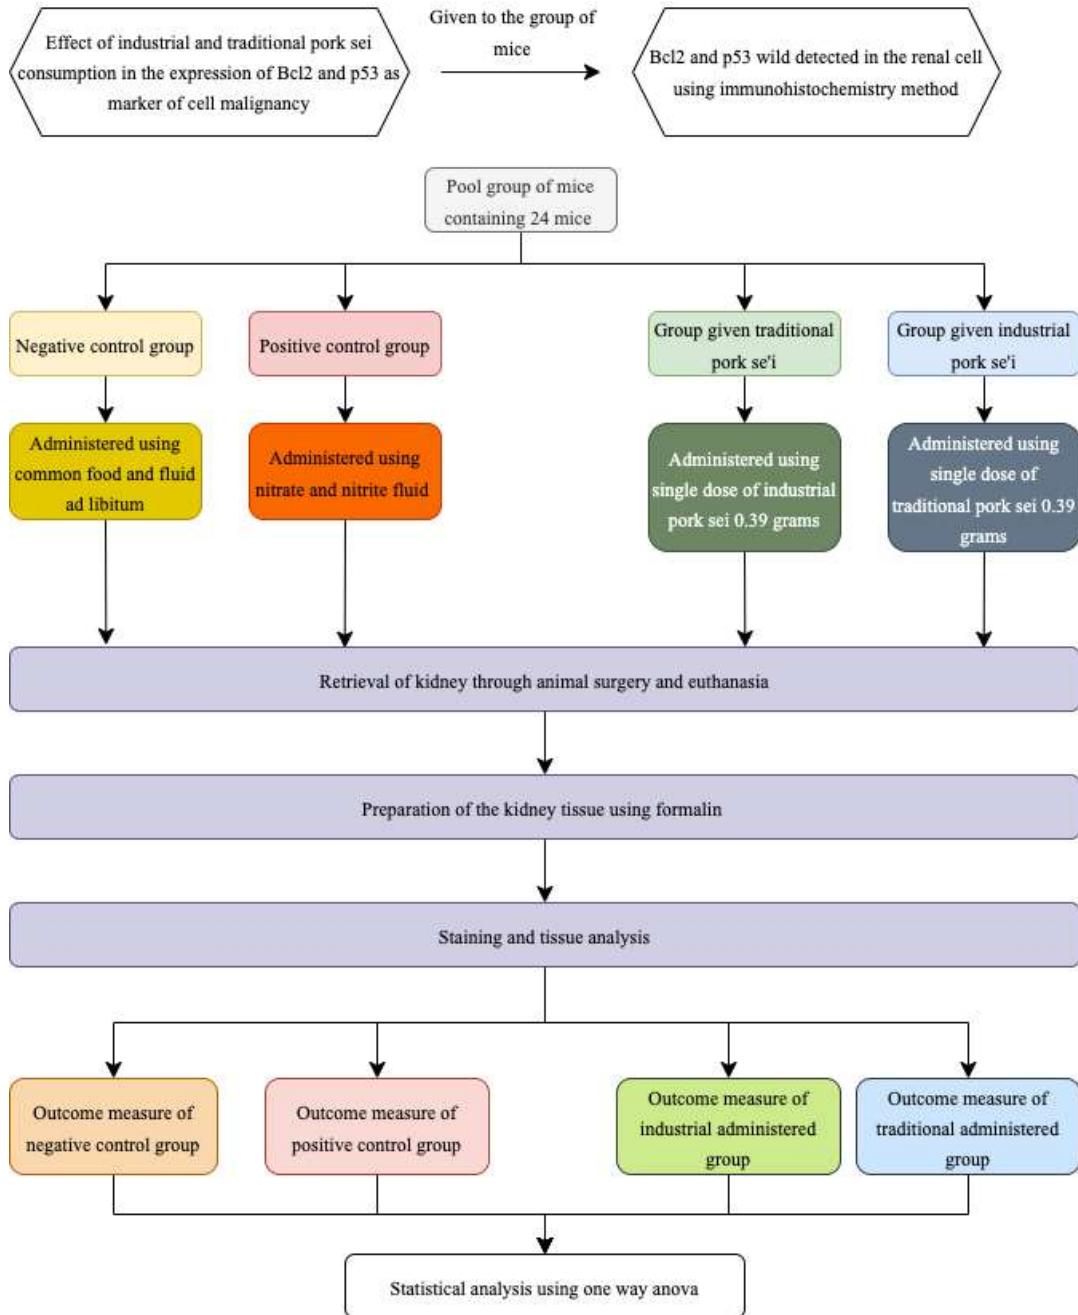 Effect of industrial and traditional pork sei
consumption in the expression of Bcl2 and p53 as
marker of cell malignancy
Given to the group of
mice
Bcl2 and p53 wild detected in the renal cell
using immunohistochemistry method
Pool group of mice
containing 24 mice
Negative control group
Positive control group
Group given traditional
pork se'i
Group given industrial
pork se'i
Administered using
common food and fluid
ad libitum
Administered using
nitrate and nitrite fluid
Administered using
single dose of industrial
pork sei 0.39 grams
Administered using
single dose of
traditional pork sei 0.39
grams
Retrieval of kidney through animal surgery and euthanasia
Preparation of the kidney tissue using formalin
Staining and tissue analysis
Outcome measure of
negative control group
Outcome measure of
positive control group
Outcome measure of
industrial administered
group
Outcome measure of
traditional administered
group
Statistical analysis using one way anova